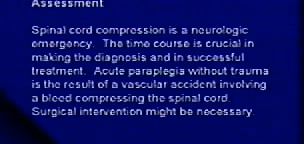 Assessment
Spinal cord compression is a neurologic
emergency. The time course is crucial in
making the diagnosis and in successful
treatment. Acute paraplegia without trauma
is the result of a vascular accident involving
a bleed compressing the spinal cord.
Surgical intervention might be necessary.